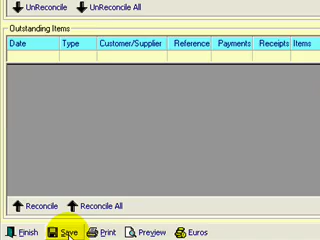 UnReconcile UnReconcile All
Outstanding Items
Date Type Customer/Supplier Reference Payments Receipts Items
Reconcile Reconcile All
Finish Save Print Preview Euros